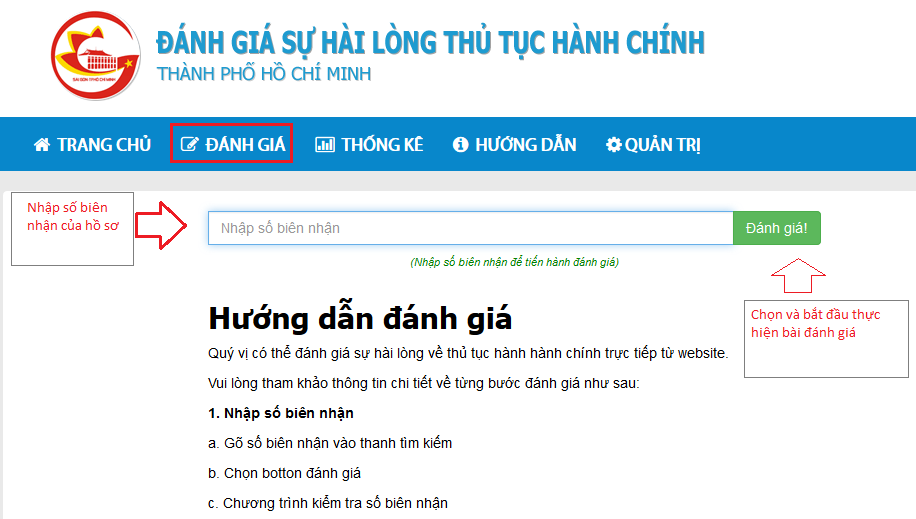 ĐÁNH GIÁ SỰ HÀI LÒNG THỦ TỤC HÀNH CHÍNH
THÀNH PHỐ HỒ CHÍ MINH
TRANG CHỦ ĐÁNH GIÁ THỐNG KÊ HƯỚNG DẪN QUẢN TRỊ
Nhập số biên
nhận của hồ sơ
Nhập số biên nhận Đánh giá!
(Nhập số biên nhận để tiến hành đánh giá)
Chọn và bắt đầu thực
hiện bài đánh giá
Hướng dẫn đánh giá
Quý vị có thể đánh giá sự hài lòng về thủ tục hành hành chính trực tiếp từ website.
Vui lòng tham khảo thông tin chi tiết về từng bước đánh giá như sau:
1. Nhập số biên nhận
a. Gõ số biên nhận vào thanh tìm kiếm
b. Chọn botton đánh giá
c. Chương trình kiểm tra số biên nhận